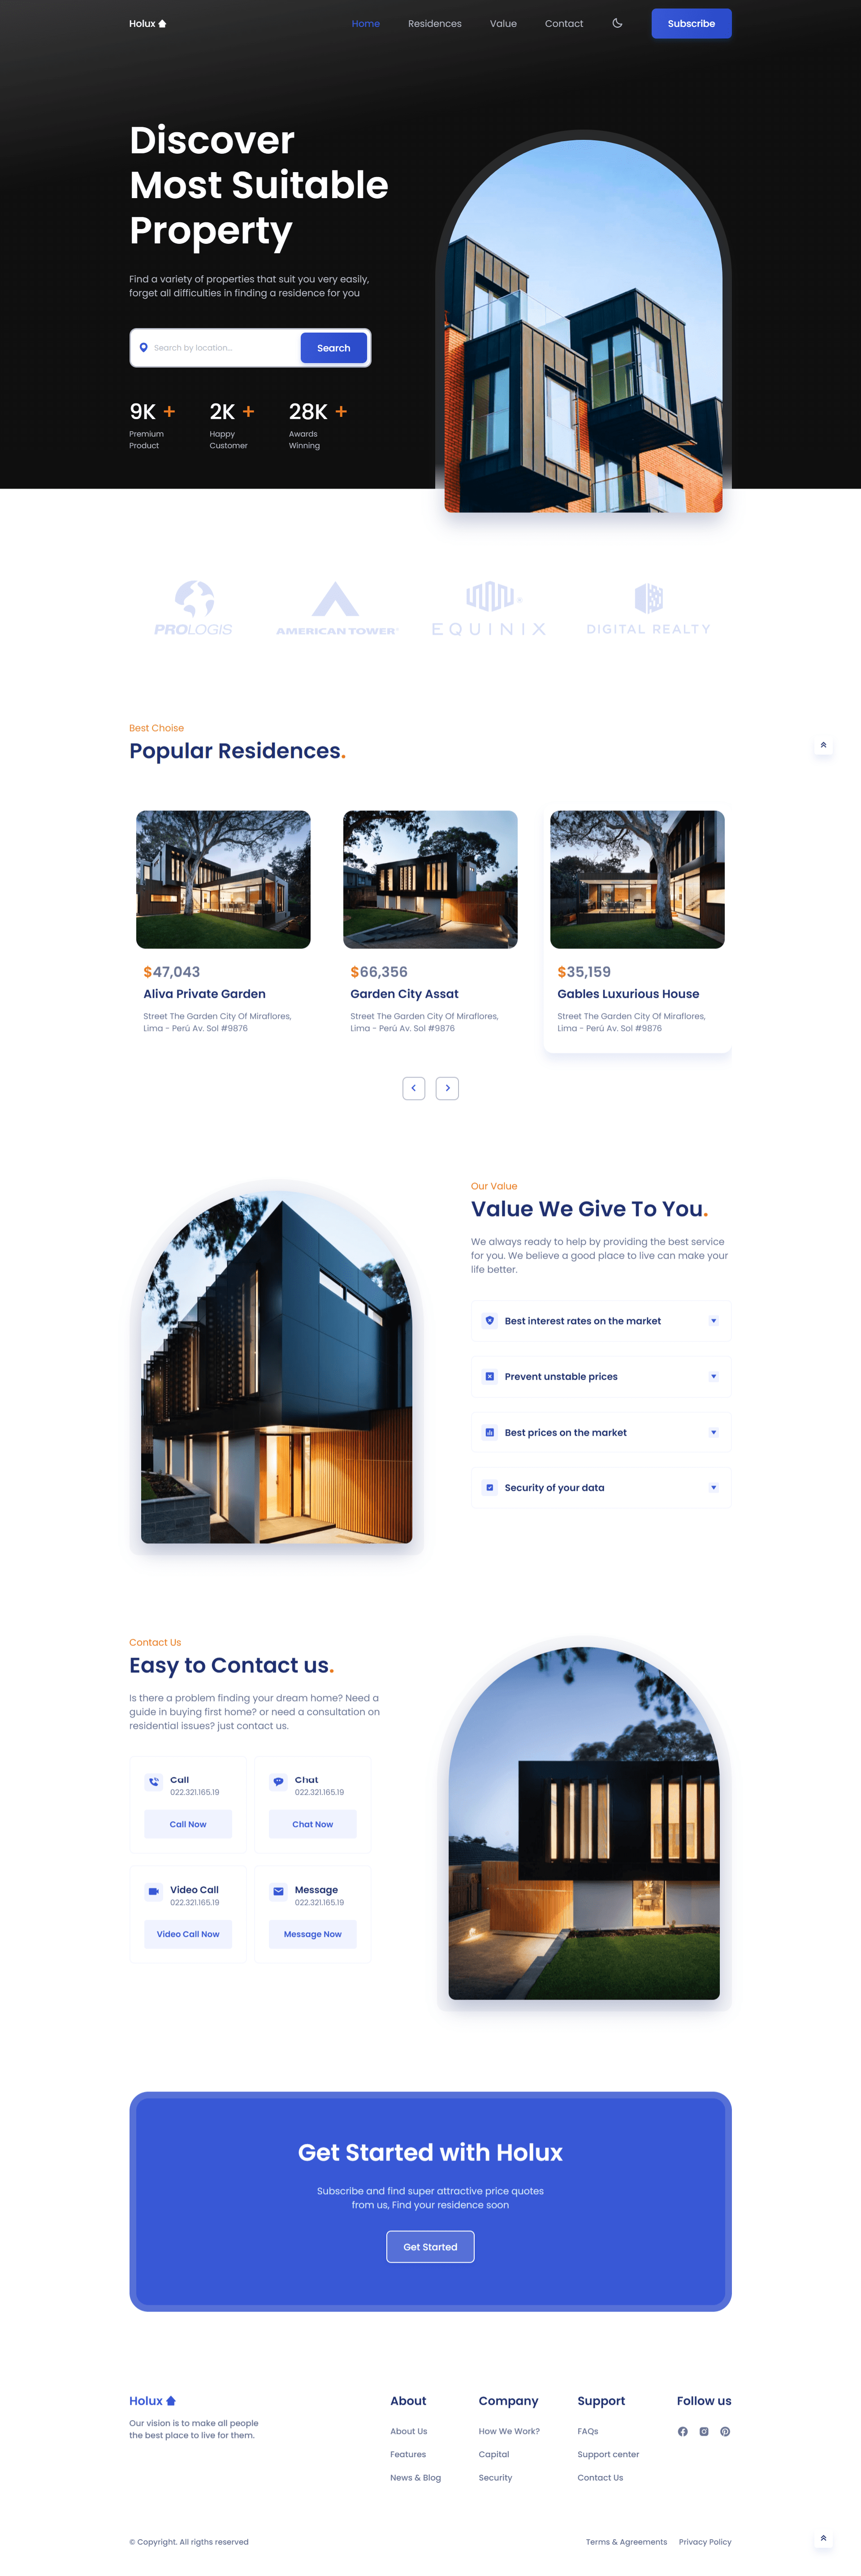 Holux
Home
Residences
Value
Contact
Subscribe
Discover
Most Suitable
Property
Find a variety of properties that suit you very easily,
forget all difficulties in finding a residence for you
Search by location...
Search
9K +
Premium
Product
2K +
Happy
Customer
28K +
Awards
Winning
PROLOGIS
AMERICAN TOWER®
EQUINIX®
DIGITAL REALTY
Best Choise
Popular Residences.
$47,043
Aliva Private Garden
Street The Garden City Of Miraflores,
Lima - Perú Av. Sol #9876
$66,356
Garden City Assat
Street The Garden City Of Miraflores,
Lima - Perú Av. Sol #9876
$35,159
Gables Luxurious House
Street The Garden City Of Miraflores,
Lima - Perú Av. Sol #9876
Our Value
Value We Give To You.
We always ready to help by providing the best service
for you. We believe a good place to live can make your
life better.
Best interest rates on the market
Prevent unstable prices
Best prices on the market
Security of your data
Contact Us
Easy to Contact us.
Is there a problem finding your dream home? Need a
guide in buying first home? or need a consultation on
residential issues? just contact us.
Call
022.321.165.19
Call Now
Chat
022.321.165.19
Chat Now
Video Call
022.321.165.19
Video Call Now
Message
022.321.165.19
Message Now
Get Started with Holux
Subscribe and find super attractive price quotes
from us, Find your residence soon
Get Started
Holux
Our vision is to make all people
the best place to live for them.
About
About Us
Features
News & Blog
Company
How We Work?
Capital
Security
Support
FAQs
Support center
Contact Us
Follow us
© Copyright. All rigths reserved
Terms & Agreements
Privacy Policy